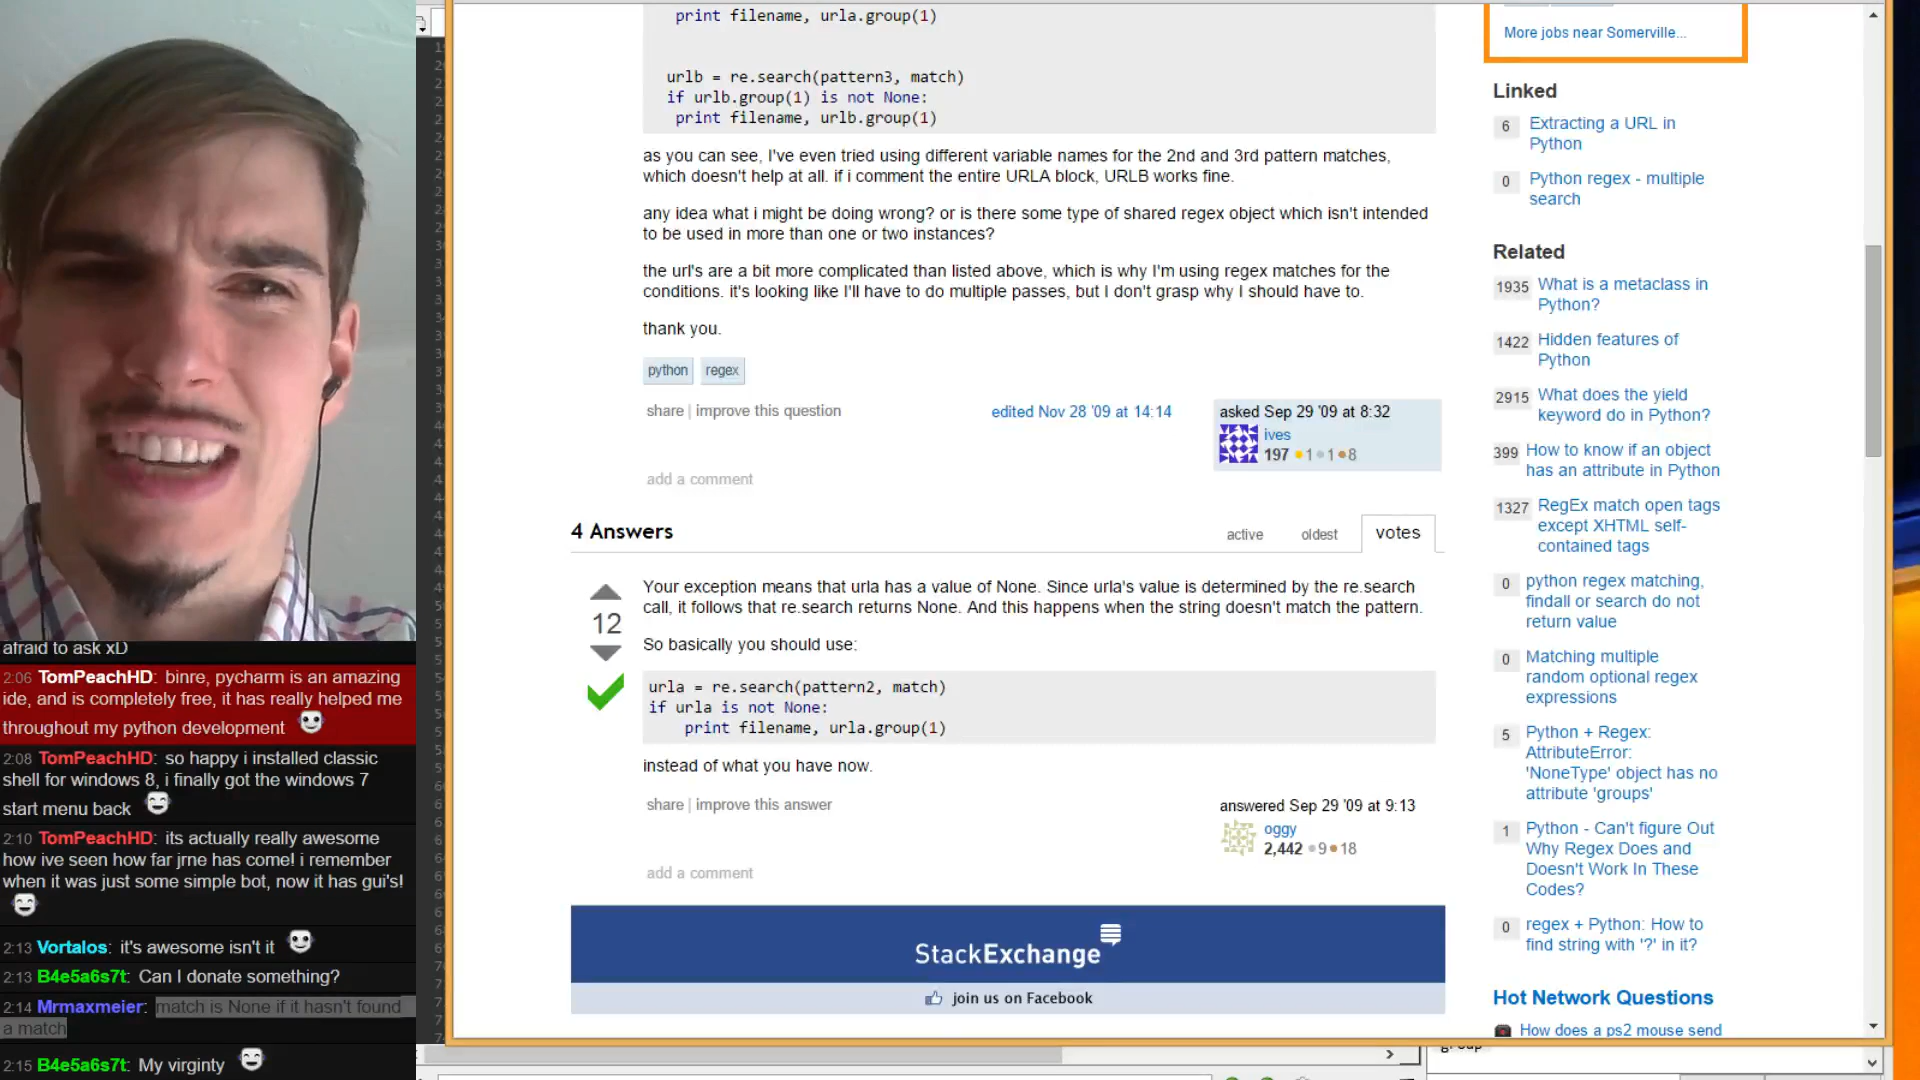 print filename, urla.group(1)
urlb = re.search(pattern3, match)
if urlb.group(1) is not None:
print filename, urlb.group(1)
as you can see, I've even tried using different variable names for the 2nd and 3rd pattern matches,
which doesn't help at all. if i comment the entire URLA block, URLB works fine.
any idea what i might be doing wrong? or is there some type of shared regex object which isn't intended
to be used in more than one or two instances?
the url's are a bit more complicated than listed above, which is why I'm using regex matches for the
conditions. it's looking like I'll have to do multiple passes, but I don't grasp why I should have to.
thank you.
python regex
share | improve this question
edited Nov 28 '09 at 14:14
asked Sep 29 '09 at 8:32
ives
197 1 1 8
add a comment
4 Answers
active oldest votes
12
Your exception means that urla has a value of None. Since urla's value is determined by the re.search
call, it follows that re.search returns None. And this happens when the string doesn't match the pattern.
So basically you should use:
urla = re.search(pattern2, match)
if urla is not None:
print filename, urla.group(1)
instead of what you have now.
share | improve this answer
answered Sep 29 '09 at 9:13
oggy
2,442 9 18
add a comment
StackExchange
join us on Facebook
More jobs near Somerville...
Linked
6 Extracting a URL in
Python
0 Python regex - multiple
search
Related
1935 What is a metaclass in
Python?
1422 Hidden features of
Python
2915 What does the yield
keyword do in Python?
399 How to know if an object
has an attribute in Python
1327 RegEx match open tags
except XHTML self-
contained tags
0 python regex matching,
findall or search do not
return value
0 Matching multiple
random optional regex
expressions
5 Python + Regex:
AttributeError:
'NoneType' object has no
attribute 'groups'
1 Python - Can't figure Out
Why Regex Does and
Doesn't Work In These
Codes?
0 regex + Python: How to
find string with '?' in it?
Hot Network Questions
How does a ps2 mouse send
group
afraid to ask xD
2:06 TomPeachHD: binre, pycharm is an amazing
ide, and is completely free, it has really helped me
throughout my python development
2:08 TomPeachHD: so happy i installed classic
shell for windows 8, i finally got the windows 7
start menu back
2:10 TomPeachHD: its actually really awesome
how ive seen how far jrne has come! i remember
when it was just some simple bot, now it has gui's!
2:13 Vortalos: it's awesome isn't it
2:13 B4e5a6s7t: Can I donate something?
2:14 Mrmaxmeier: match is None if it hasn't found
a match
2:15 B4e5a6s7t: My virginty